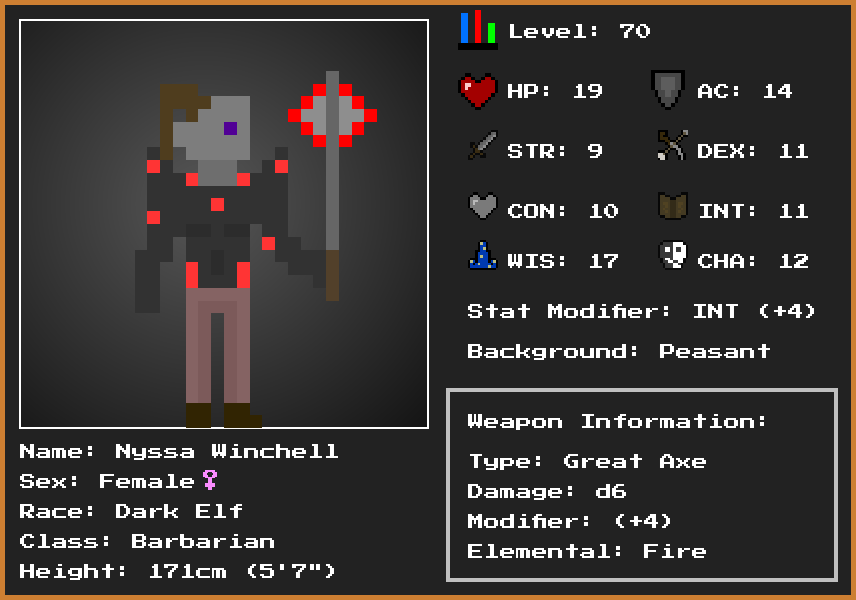 Level: 70
HP: 19 AC: 14
STR: 9 DEX: 11
CON: 10 INT: 11
WIS: 17 CHA: 12
Stat Modifier: INT (+4)
Background: Peasant
Weapon Information:
Type: Great Axe
Damage: d6
Modifier: (+4)
Elemental: Fire
Name: Nyssa Winchell
Sex: Female♀
Race: Dark Elf
Class: Barbarian
Height: 171cm (5'7")